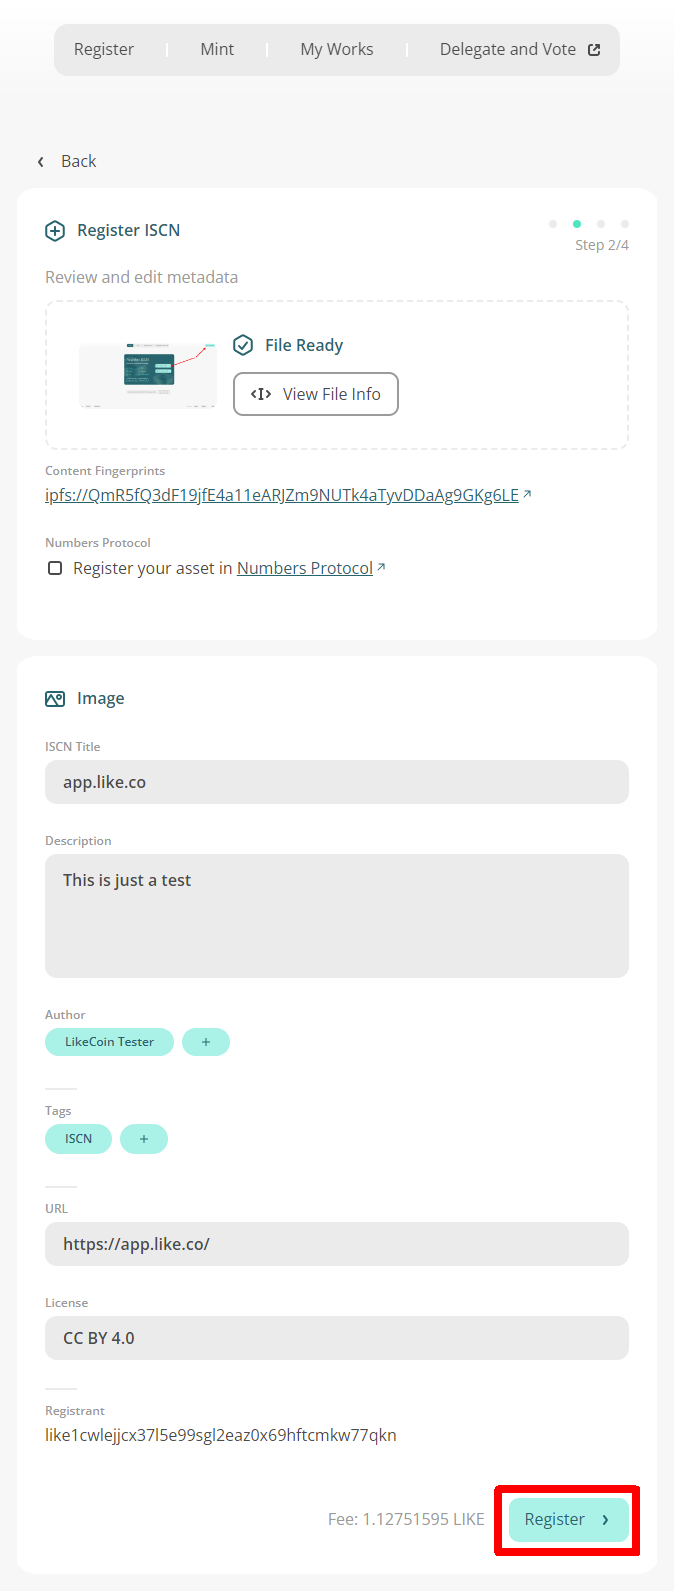 Register
Mint
My Works
Delegate and Vote
Back
Register ISCN
Step 2/4
Review and edit metadata
File Ready
View File Info
Content Fingerprints
ipfs://QmR5fQ3dF19jfE4a11eARJZm9NUTk4aTyvDDaAg9GKg6LE
Numbers Protocol
Register your asset in Numbers Protocol
Image
ISCN Title
app.like.co
Description
This is just a test
Author
LikeCoin Tester +
Tags
ISCN +
URL
https://app.like.co/
License
CC BY 4.0
Registrant
like1cwlejjcx37l5e99sgl2eaz0x69hftcmkw77qkn
Fee: 1.12751595 LIKE
Register